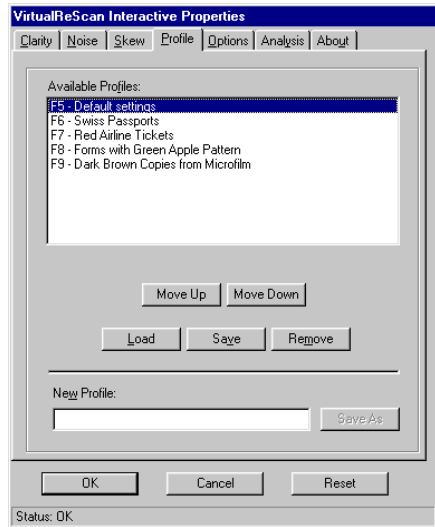 VirtualReScan Interactive Properties
Clarity Noise Skew Profile Options Analysis About
Available Profiles:
F5 - Default settings
F6 - Swiss Passports
F7 - Red Airline Tickets
F8 - Forms with Green Apple Pattern
F9 - Dark Brown Copies from Microfilm
Move Up Move Down
Load Save Remove
New Profile:
Save As
OK Cancel Reset
Status: OK